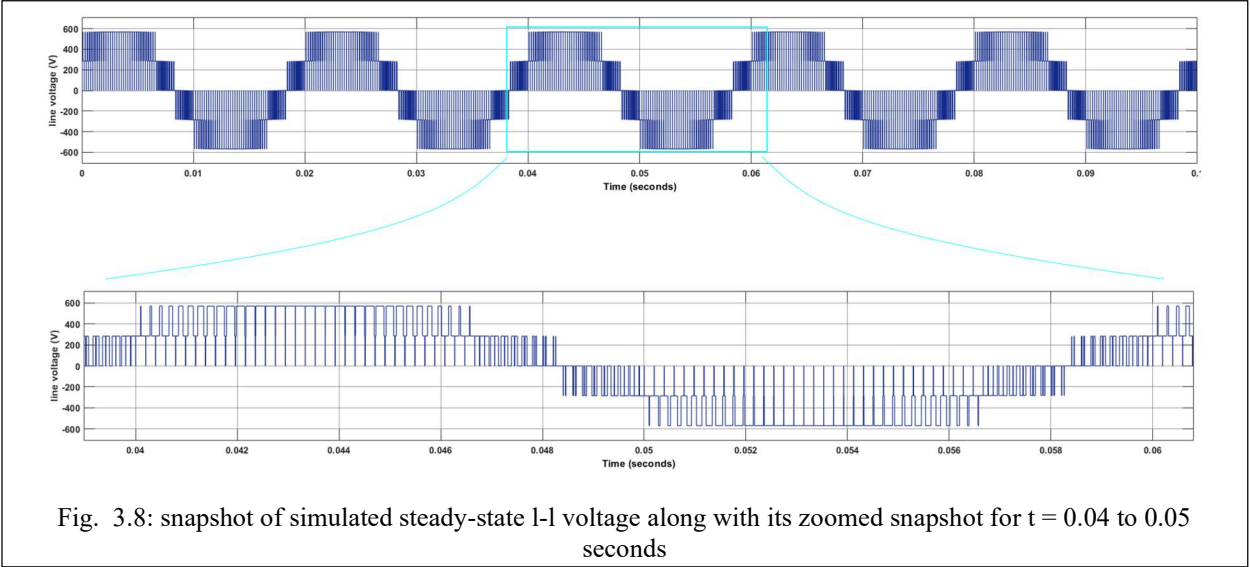 600
400
200
0
-200
-400
-600
line voltage (V)
0 0.01 0.02 0.03 0.04 0.05 0.06 0.07 0.08 0.09 0.1
Time (seconds)
600
400
200
0
-200
-400
-600
line voltage (V)
0.04 0.042 0.044 0.046 0.048 0.05 0.052 0.054 0.056 0.058 0.06
Time (seconds)
Fig. 3.8: snapshot of simulated steady-state l-l voltage along with its zoomed snapshot for t = 0.04 to 0.05
seconds